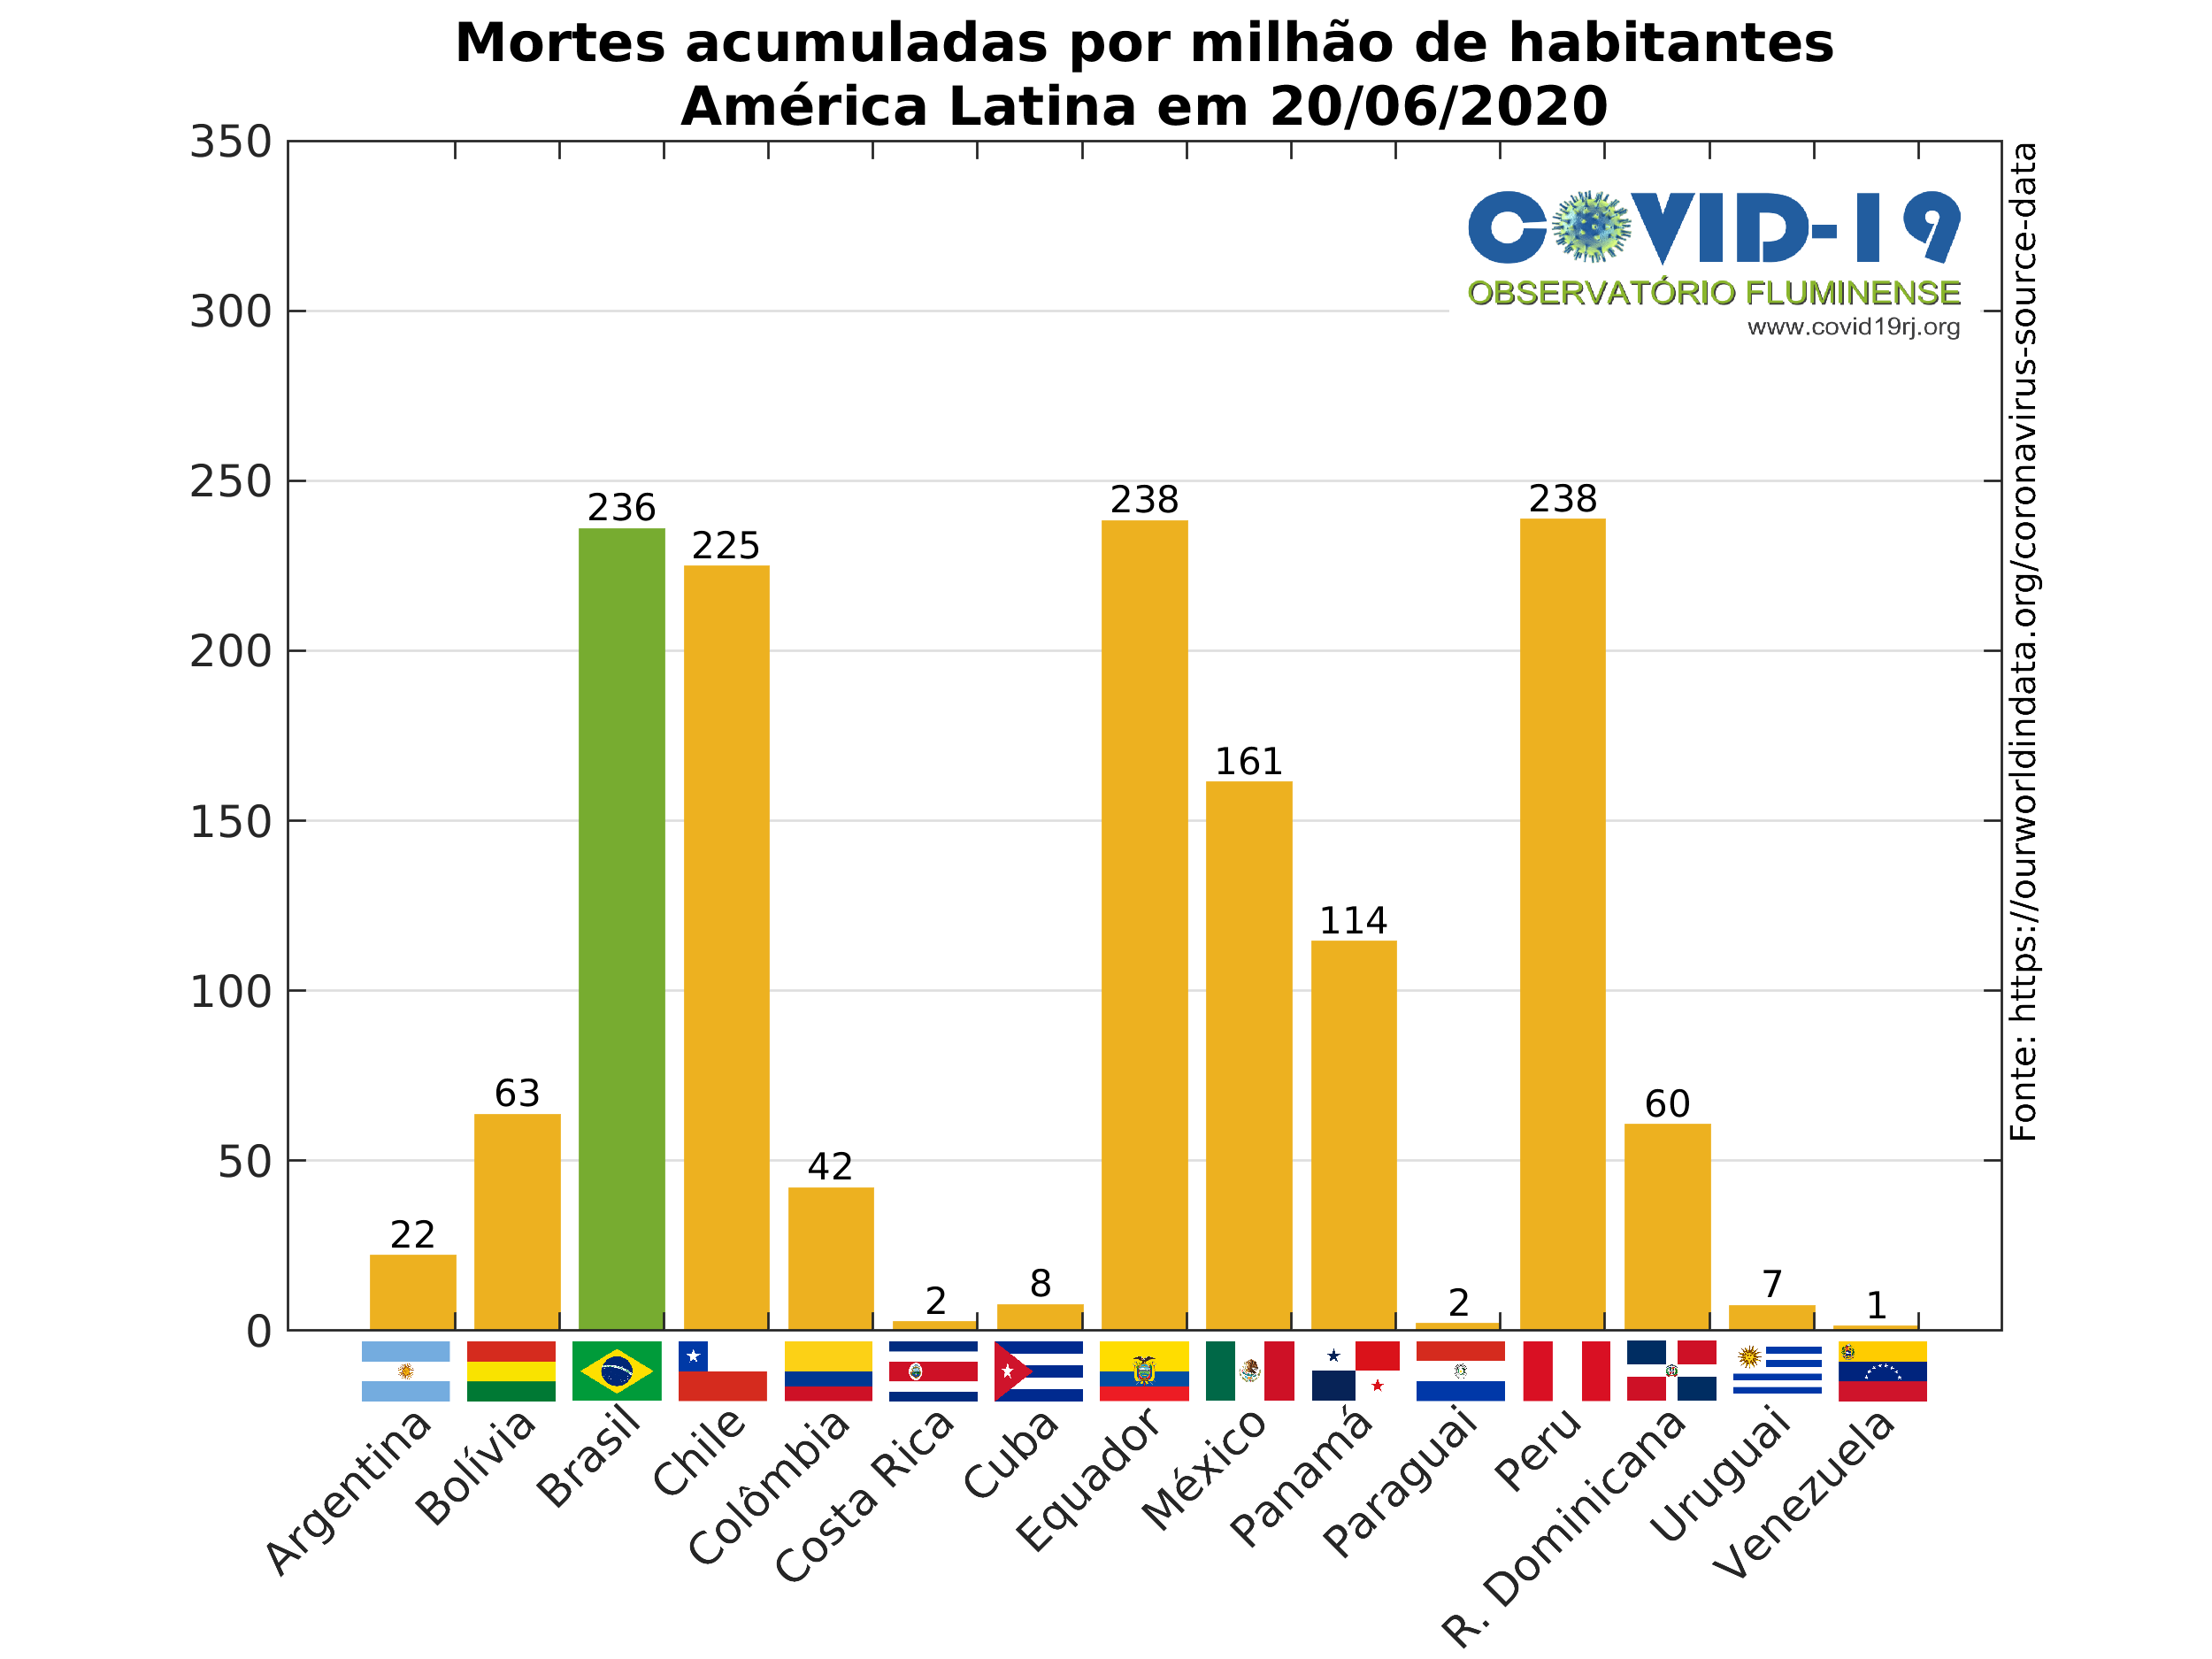 Mortes acumuladas por milhão de habitantes
América Latina em 20/06/2020
350
300
250
200
150
100
50
0
COVID-19
OBSERVATÓRIO FLUMINENSE
www.covid19rj.org
Fonte: https://ourworldindata.org/coronavirus-source-data
22
63
236
225
42
2
8
238
161
114
2
238
60
7
1
Argentina
Bolívia
Brasil
Chile
Colômbia
Costa Rica
Cuba
Equador
México
Panamá
Paraguai
Peru
R. Dominicana
Uruguai
Venezuela